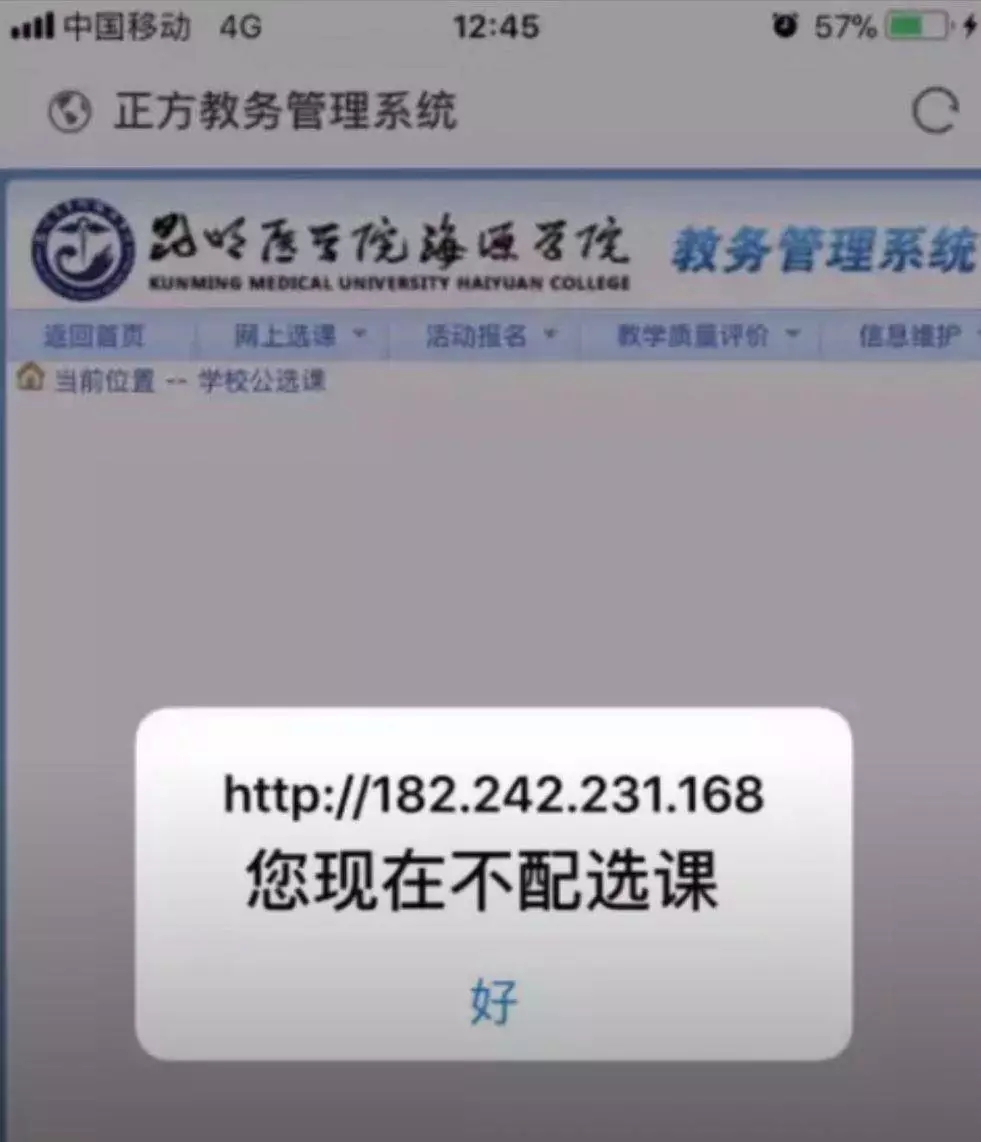 中国移动 4G 12:45 57%
正方教务管理系统
昆明医学院海源学院 教务管理系统
KUNMING MEDICAL UNIVERSITY HAIYUAN COLLEGE
返回首页 网上选课 活动报名 教学质量评价 信息维护
当前位置 -- 学校公选课
http://182.242.231.168
您现在不配选课
好